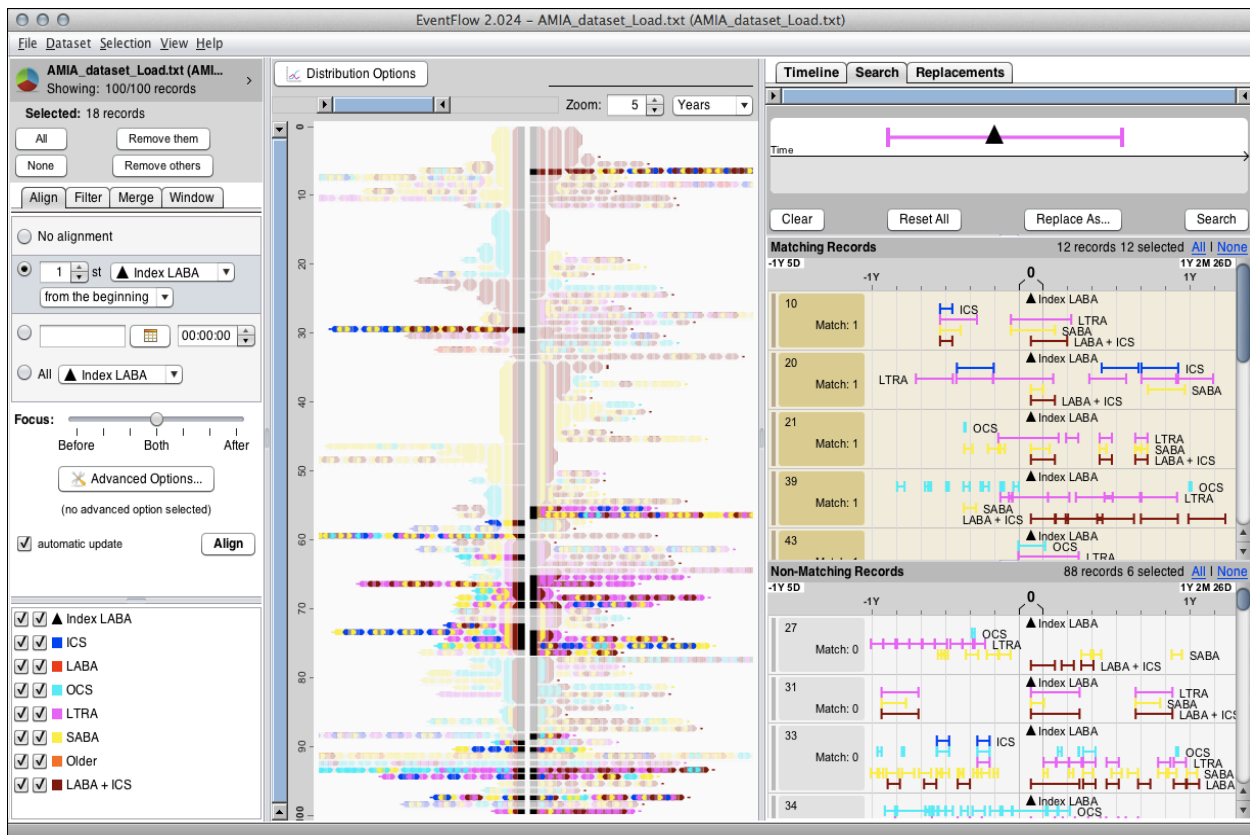 EventFlow 2.024 – AMIA_dataset_Load.txt (AMIA_dataset_Load.txt)
File Dataset Selection View Help
AMIA_dataset_Load.txt (AMI...
Showing: 100/100 records
Selected: 18 records
All Remove them
None Remove others
Align Filter Merge Window
No alignment
1 st Index LABA
from the beginning
00:00:00
All Index LABA
Focus:
Before Both After
Advanced Options...
(no advanced option selected)
automatic update Align
Index LABA
ICS
LABA
OCS
LTRA
SABA
Older
LABA + ICS
Distribution Options
Zoom: 5 Years
0
10
20
30
40
50
60
70
80
90
100
Timeline Search Replacements
Time
Clear Reset All Replace As... Search
Matching Records 12 records 12 selected All | None
-1Y 5D 1Y 2M 26D
-1Y 0 1Y
10 Index LABA
ICS
Match: 1 LTRA
SABA
LABA + ICS
20 Index LABA
ICS
Match: 1 LTRA
SABA
LABA + ICS
21 Index LABA
OCS
Match: 1 LTRA
SABA
LABA + ICS
39 Index LABA
OCS
Match: 1 LTRA
SABA
LABA + ICS
43 Index LABA
OCS
Match: 1 LTRA
Non-Matching Records 88 records 6 selected All | None
-1Y 5D 1Y 2M 26D
-1Y 0 1Y
27 Index LABA
OCS
LTRA
Match: 0 SABA
LABA + ICS
31 Index LABA
LTRA
Match: 0 SABA
LABA + ICS
33 Index LABA
ICS
OCS
Match: 0 LTRA
SABA
LABA + ICS
34 Index LABA
OCS